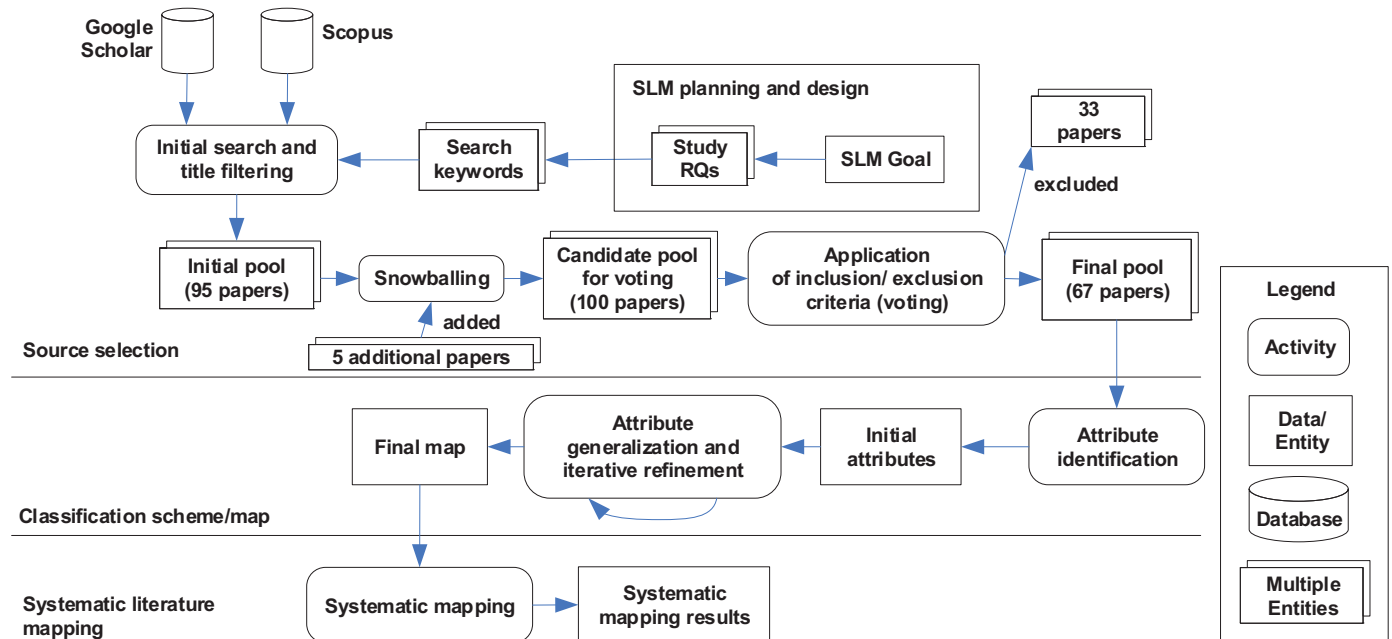 Google
Scholar
Scopus
SLM planning and design
33
papers
Initial search and
title filtering
Search
keywords
Study
RQs
SLM Goal
excluded
Initial pool
(95 papers)
Snowballing
Candidate pool
for voting
(100 papers)
Application
of inclusion/ exclusion
criteria (voting)
Final pool
(67 papers)
added
5 additional papers
Source selection
Final map
Attribute
generalization and
iterative refinement
Initial
attributes
Attribute
identification
Classification scheme/map
Systematic literature
mapping
Systematic mapping
Systematic
mapping results
Legend
Activity
Data/
Entity
Database
Multiple
Entities